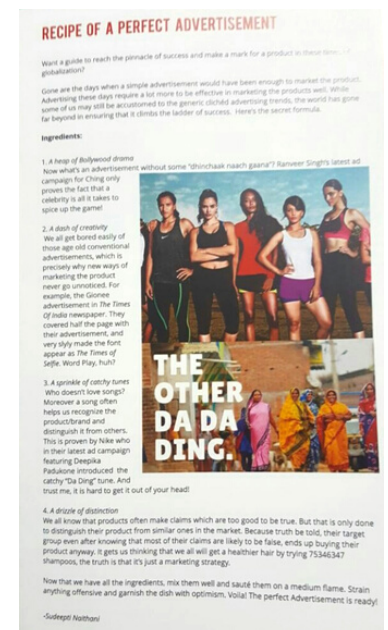 RECIPE OF A PERFECT ADVERTISEMENT
Want a guide to reach the pinnacle of success and make a mark for a product in these
globalization?
Gone are the days when a simple advertisement would have been enough to market the product.
Advertising these days require a lot more to be effective in marketing the products well. While
some of us may still be accustomed to the generic clichéd advertising trends, the world has gone
far beyond in ensuring that it climbs the ladder of success. Here's the secret formula.
Ingredients:
1. A heap of Bollywood drama
Now what's an advertisement without some "dhinchaak naach gaana"? Ranveer Singh's latest ad
campaign for Ching only
proves the fact that a
celebrity is all it takes to
spice up the game!
2. A dash of creativity
We all get bored easily of
those age old conventional
advertisements, which is
precisely why new ways of
marketing the product
never go unnoticed. For
example, the Gionee
advertisement in The Times
Of India newspaper. They
covered half the page with
their advertisement, and
very slyly made the font
appear as The Times of
Selfie. Word Play, huh?
3. A sprinkle of catchy tunes
Who doesn't love songs?
Moreover a song often
helps us recognize the
product/brand and
distinguish it from others.
This is proven by Nike who
in their latest ad campaign
featuring Deepika
Padukone introduced the
catchy "Da Ding" tune. And
trust me, it is hard to get it out of your head!
THE
OTHER
DA DA
DING.
4. A drizzle of distinction
We all know that products often make claims which are too good to be true. But that is only done
to distinguish their product from similar ones in the market. Because truth be told, their target
group even after knowing that most of their claims are likely to be false, ends up buying their
product anyway. It gets us thinking that we all will get a healthier hair by trying 75346347
shampoos, the truth is that it's just a marketing strategy.
Now that we have all the ingredients, mix them well and sauté them on a medium flame. Strain
anything offensive and garnish the dish with optimism. Voila! The perfect Advertisement is ready!
-Sudeepti Naithani